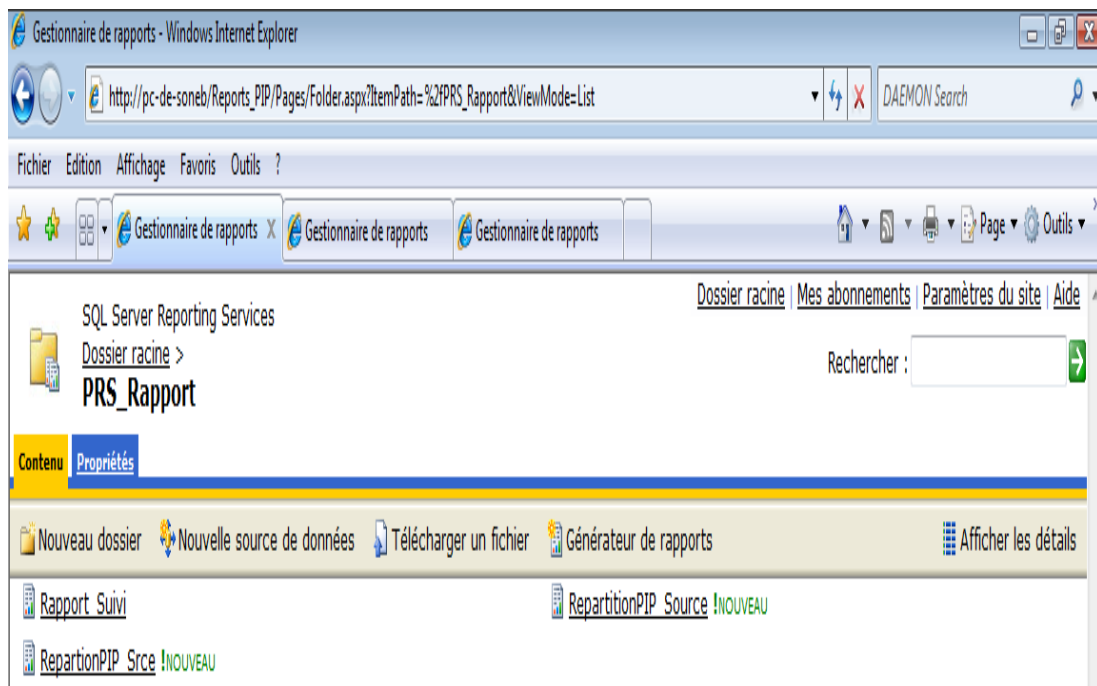 Gestionnaire de rapports - Windows Internet Explorer
http://pc-de-soneb/Reports_PIP/Pages/Folder.aspx?ItemPath=%2fPRS_Rapport&ViewMode=List
DAEMON Search
Fichier Edition Affichage Favoris Outils ?
Gestionnaire de rapports X Gestionnaire de rapports Gestionnaire de rapports Page Outils
Dossier racine | Mes abonnements | Paramètres du site | Aide
SQL Server Reporting Services
Dossier racine >
PRS_Rapport
Rechercher :
Contenu Propriétés
Nouveau dossier Nouvelle source de données Télécharger un fichier Générateur de rapports Afficher les détails
Rapport_Suivi RepartitionPIP_Source !NOUVEAU
RepartionPIP_Srce !NOUVEAU